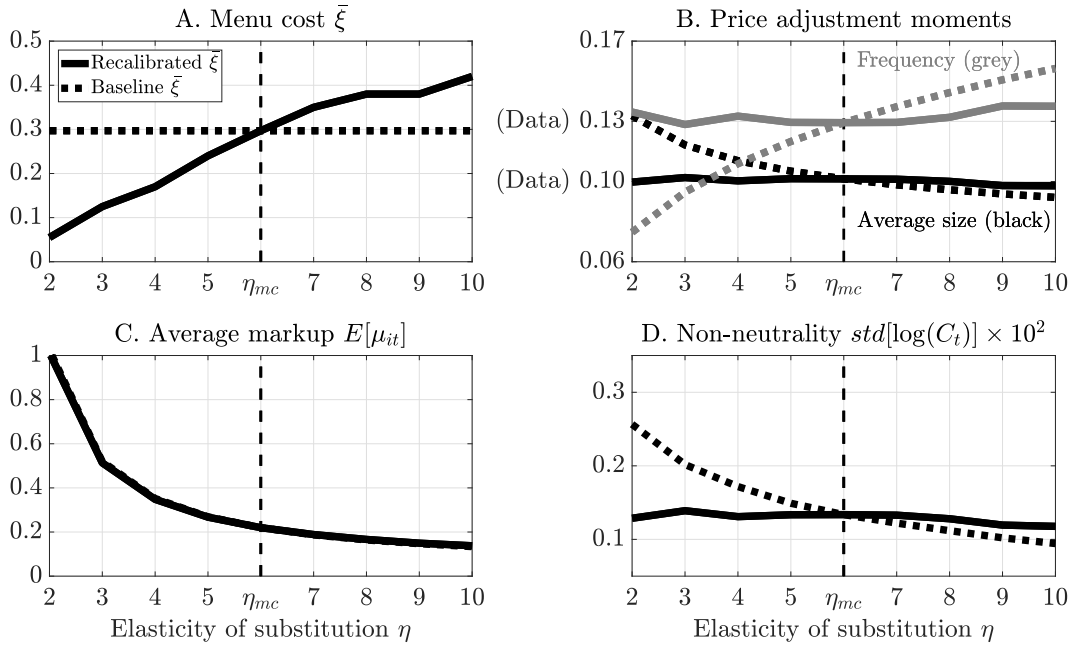 A. Menu cost ξ̄
0.5
0.4
0.3
0.2
0.1
0
Recalibrated ξ̄
Baseline ξ̄
2 3 4 5 η_mc 7 8 9 10
B. Price adjustment moments
0.17
(Data) 0.13
(Data) 0.10
0.06
Frequency (grey)
Average size (black)
2 3 4 5 η_mc 7 8 9 10
C. Average markup E[μ_it]
1
0.8
0.6
0.4
0.2
0
2 3 4 5 η_mc 7 8 9 10
Elasticity of substitution η
D. Non-neutrality std[log(C_t)] × 10²
0.3
0.2
0.1
2 3 4 5 η_mc 7 8 9 10
Elasticity of substitution η